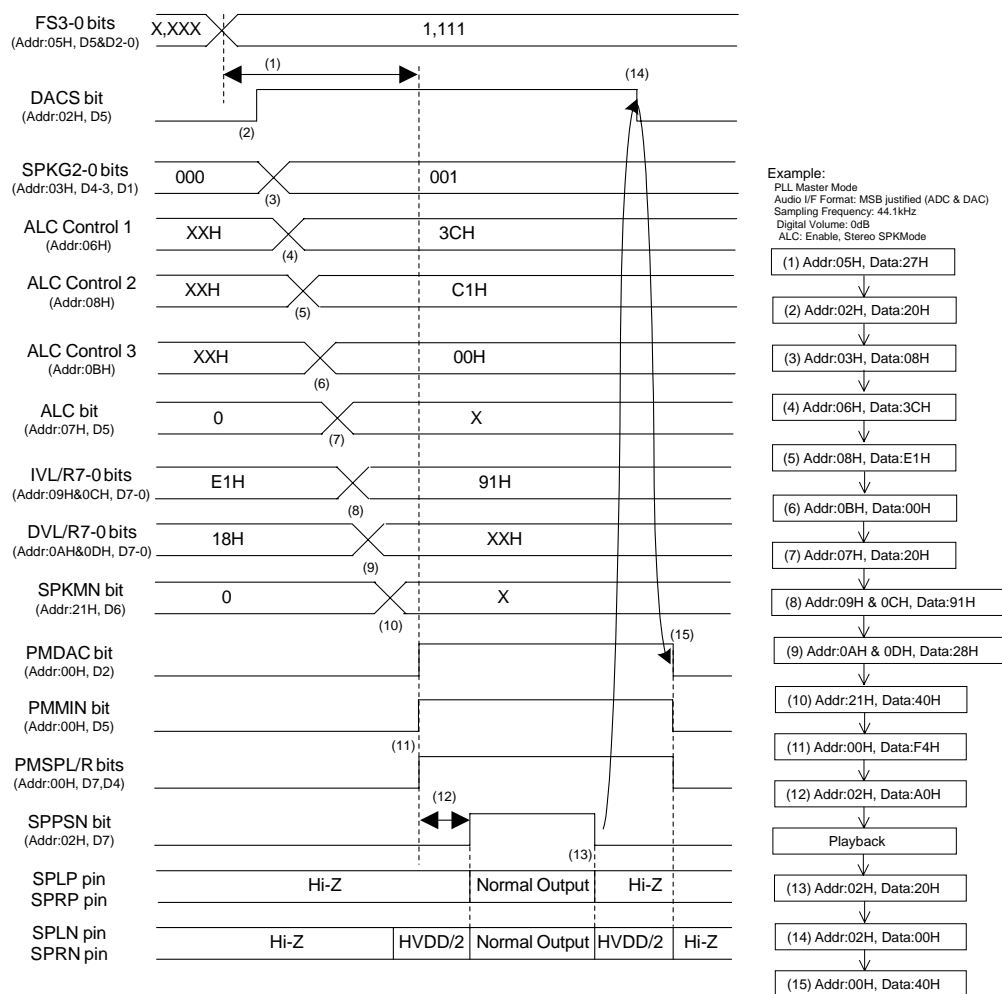 FS3-0 bits
(Addr:05H, D5&D2-0)
X,XXX
1,111
(1)
(14)
DACS bit
(Addr:02H, D5)
(2)
SPKG2-0 bits
(Addr:03H, D4-3, D1)
000
001
(3)
ALC Control 1
(Addr:06H)
XXH
3CH
(4)
ALC Control 2
(Addr:08H)
XXH
C1H
(5)
ALC Control 3
(Addr:0BH)
XXH
00H
(6)
ALC bit
(Addr:07H, D5)
0
X
(7)
IVL/R7-0 bits
(Addr:09H&0CH, D7-0)
E1H
91H
(8)
DVL/R7-0 bits
(Addr:0AH&0DH, D7-0)
18H
XXH
(9)
SPKMN bit
(Addr:21H, D6)
0
X
(10)
(15)
PMDAC bit
(Addr:00H, D2)
PMMIN bit
(Addr:00H, D5)
(11)
PMSPL/R bits
(Addr:00H, D7,D4)
(12)
SPPSN bit
(Addr:02H, D7)
(13)
SPLP pin
SPRP pin
Hi-Z
Normal Output
Hi-Z
SPLN pin
SPRN pin
Hi-Z
HVDD/2
Normal Output
HVDD/2
Hi-Z
Example:
PLL Master Mode
Audio I/F Format: MSB justified (ADC & DAC)
Sampling Frequency: 44.1kHz
Digital Volume: 0dB
ALC: Enable, Stereo SPKMode
(1) Addr:05H, Data:27H
(2) Addr:02H, Data:20H
(3) Addr:03H, Data:08H
(4) Addr:06H, Data:3CH
(5) Addr:08H, Data:E1H
(6) Addr:0BH, Data:00H
(7) Addr:07H, Data:20H
(8) Addr:09H & 0CH, Data:91H
(9) Addr:0AH & 0DH, Data:28H
(10) Addr:21H, Data:40H
(11) Addr:00H, Data:F4H
(12) Addr:02H, Data:A0H
Playback
(13) Addr:02H, Data:20H
(14) Addr:02H, Data:00H
(15) Addr:00H, Data:40H